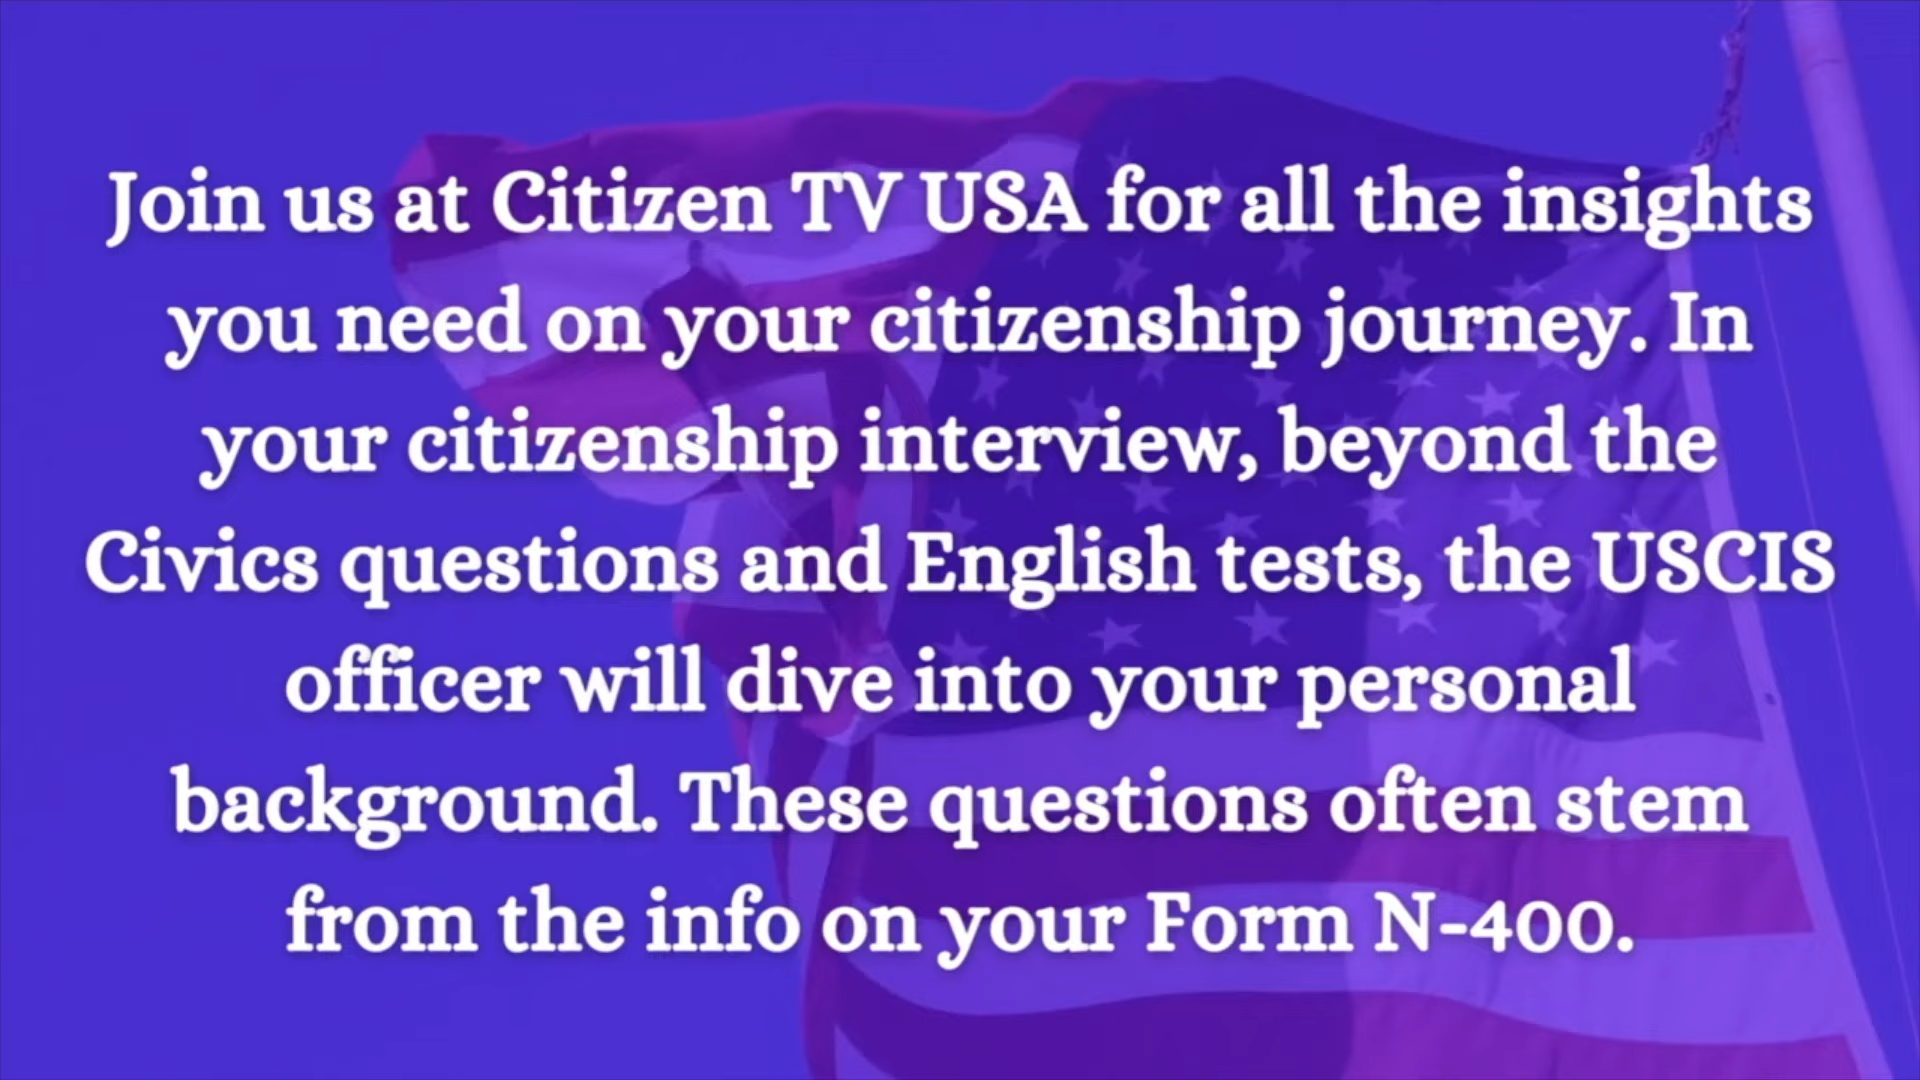 Join us at Citizen TV USA for all the insights
you need on your citizenship journey. In
your citizenship interview, beyond the
Civics questions and English tests, the USCIS
officer will dive into your personal
background. These questions often stem
from the info on your Form N-400.